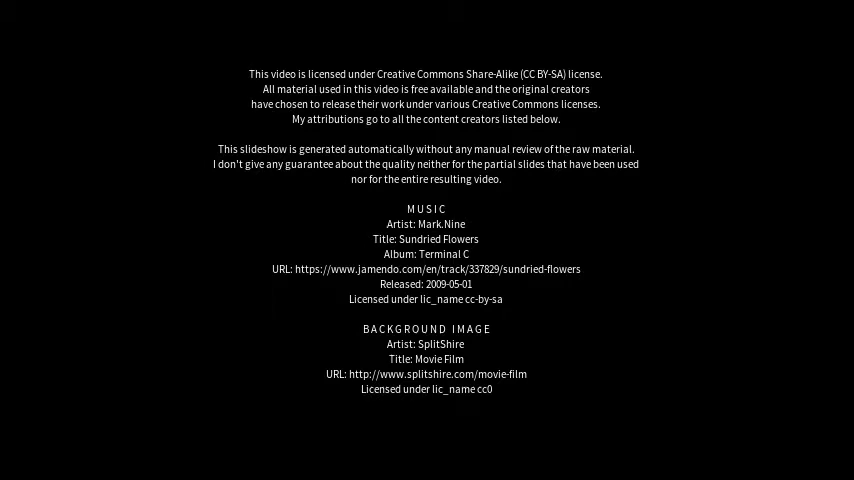 This video is licensed under Creative Commons Share-Alike (CC BY-SA) license.
All material used in this video is free available and the original creators
have chosen to release their work under various Creative Commons licenses.
My attributions go to all the content creators listed below.
This slideshow is generated automatically without any manual review of the raw material.
I don't give any guarantee about the quality neither for the partial slides that have been used
nor for the entire resulting video.
MUSIC
Artist: Mark.Nine
Title: Sundried Flowers
Album: Terminal C
URL: https://www.jamendo.com/en/track/337829/sundried-flowers
Released: 2009-05-01
Licensed under lic_name cc-by-sa
BACKGROUND IMAGE
Artist: SplitShire
Title: Movie Film
URL: http://www.splitshire.com/movie-film
Licensed under lic_name cc0